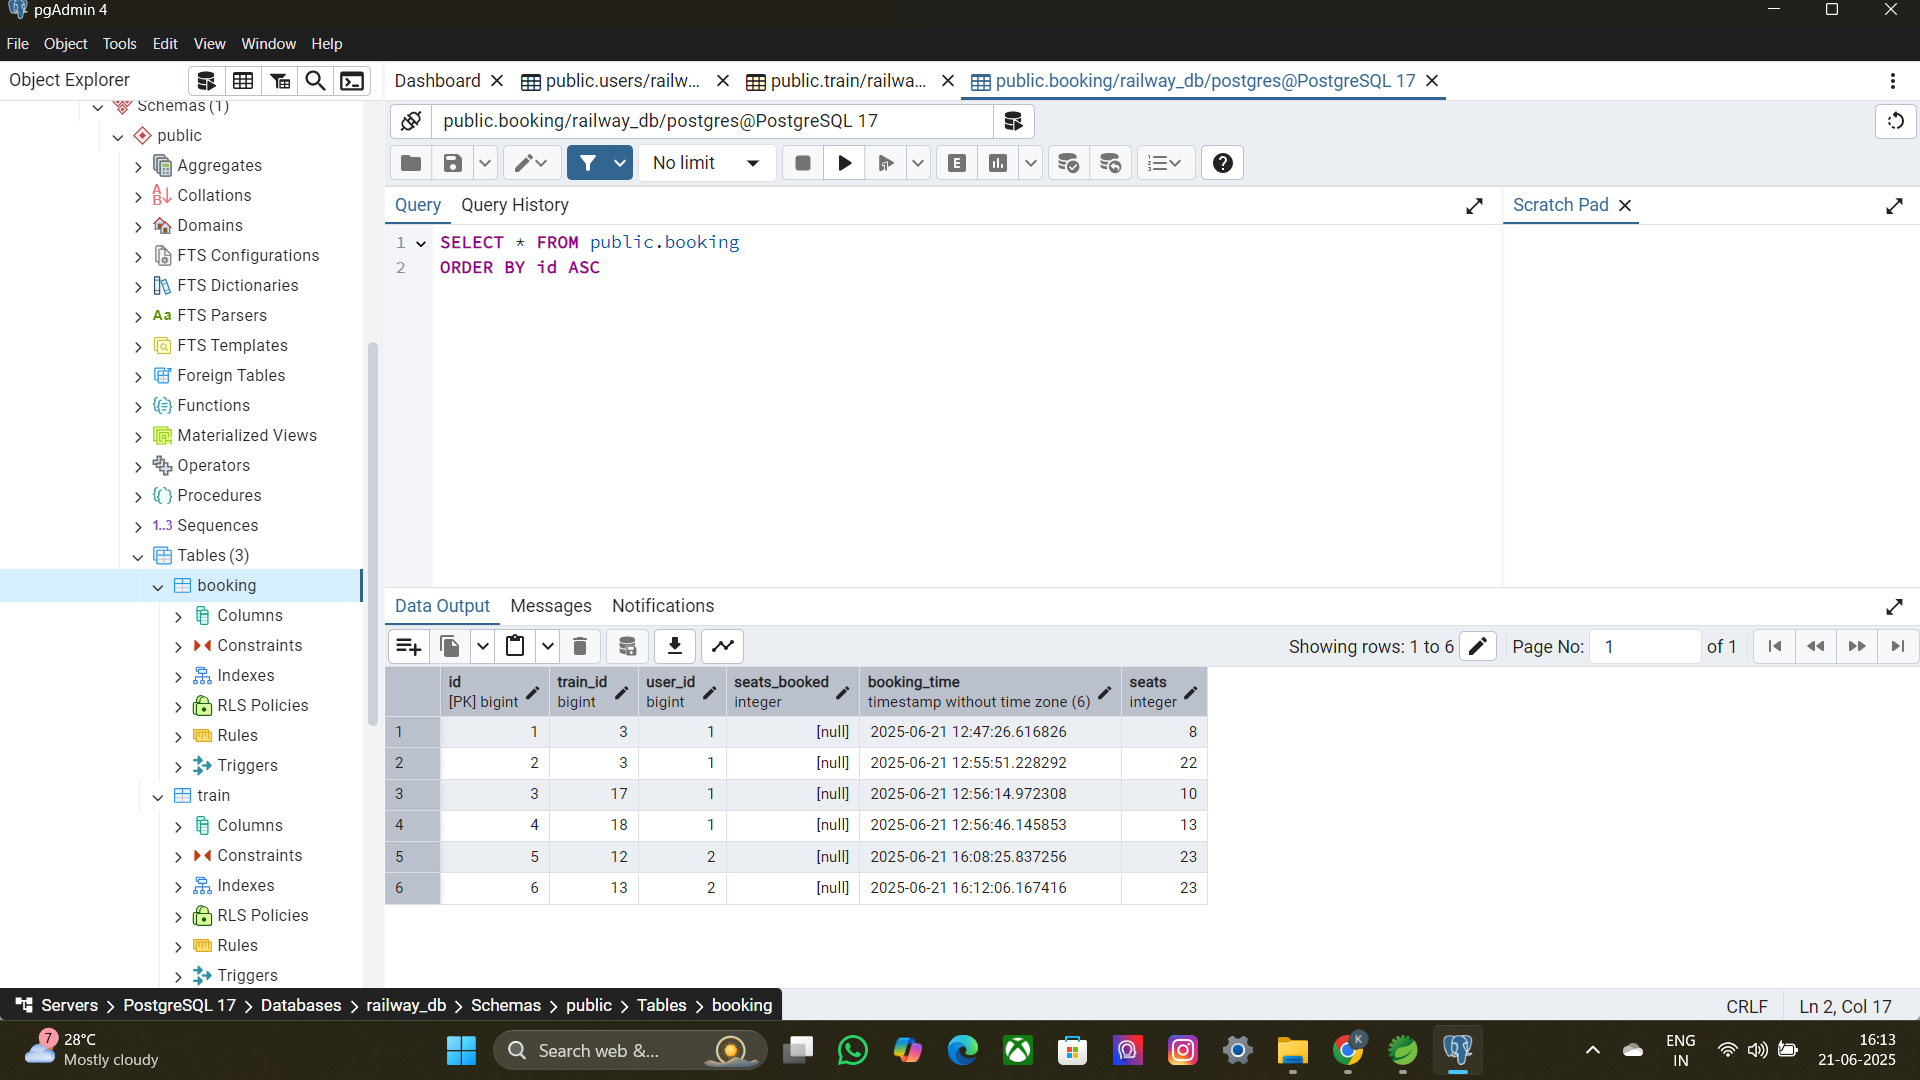 pgAdmin 4
File Object Tools Edit View Window Help
Object Explorer
Dashboard
public.users/railw...
public.train/railwa...
public.booking/railway_db/postgres@PostgreSQL 17
public.booking/railway_db/postgres@PostgreSQL 17
No limit
E
Query Query History
Scratch Pad
1 SELECT * FROM public.booking
2 ORDER BY id ASC
Schemas (1)
public
Aggregates
Collations
Domains
FTS Configurations
FTS Dictionaries
Aa FTS Parsers
FTS Templates
Foreign Tables
Functions
Materialized Views
Operators
Procedures
1..3 Sequences
Tables (3)
booking
Columns
Constraints
Indexes
RLS Policies
Rules
Triggers
train
Columns
Constraints
Indexes
RLS Policies
Rules
Triggers
Data Output Messages Notifications
Showing rows: 1 to 6
Page No: 1 of 1
id train_id user_id seats_booked booking_time seats
[PK] bigint bigint bigint integer timestamp without time zone (6) integer
1 1 3 1 [null] 2025-06-21 12:47:26.616826 8
2 2 3 1 [null] 2025-06-21 12:55:51.228292 22
3 3 17 1 [null] 2025-06-21 12:56:14.972308 10
4 4 18 1 [null] 2025-06-21 12:56:46.145853 13
5 5 12 2 [null] 2025-06-21 16:08:25.837256 23
6 6 13 2 [null] 2025-06-21 16:12:06.167416 23
Servers > PostgreSQL 17 > Databases > railway_db > Schemas > public > Tables > booking
CRLF Ln 2, Col 17
7
28°C
Mostly cloudy
Search web &...
K
ENG
IN
16:13
21-06-2025